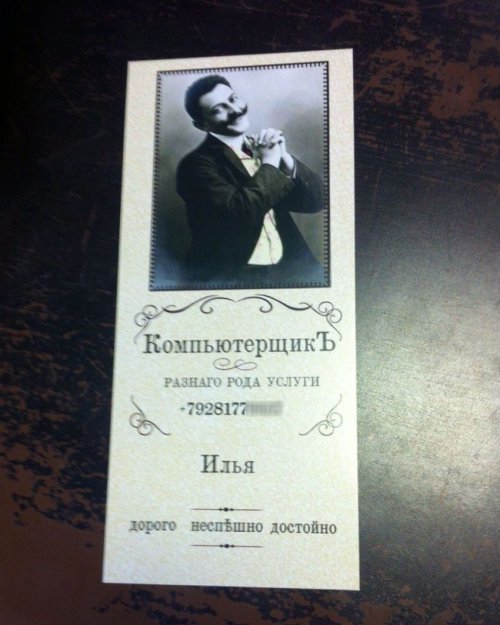 КомпьютерщикЪ
РАЗНАГО РОДА УСЛУГИ
+7928177
Илья
дорого неспѣшно достойно